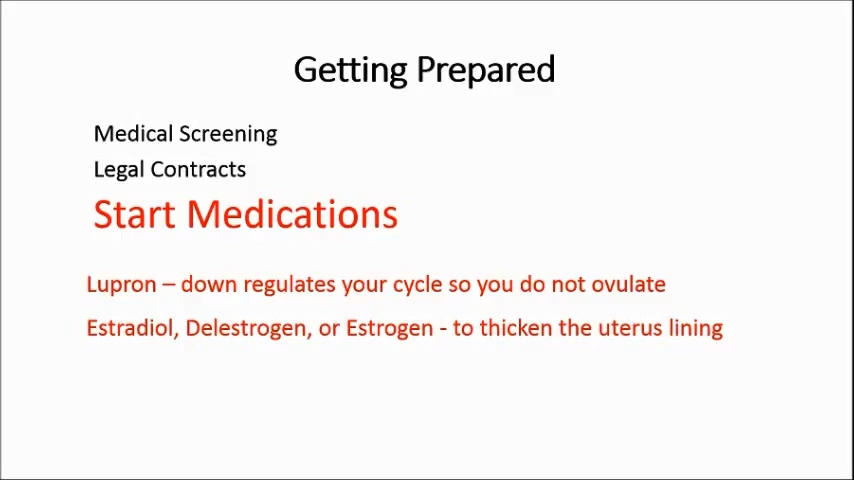 Getting Prepared
Medical Screening
Legal Contracts
Start Medications
Lupron – down regulates your cycle so you do not ovulate
Estradiol, Delestrogen, or Estrogen - to thicken the uterus lining